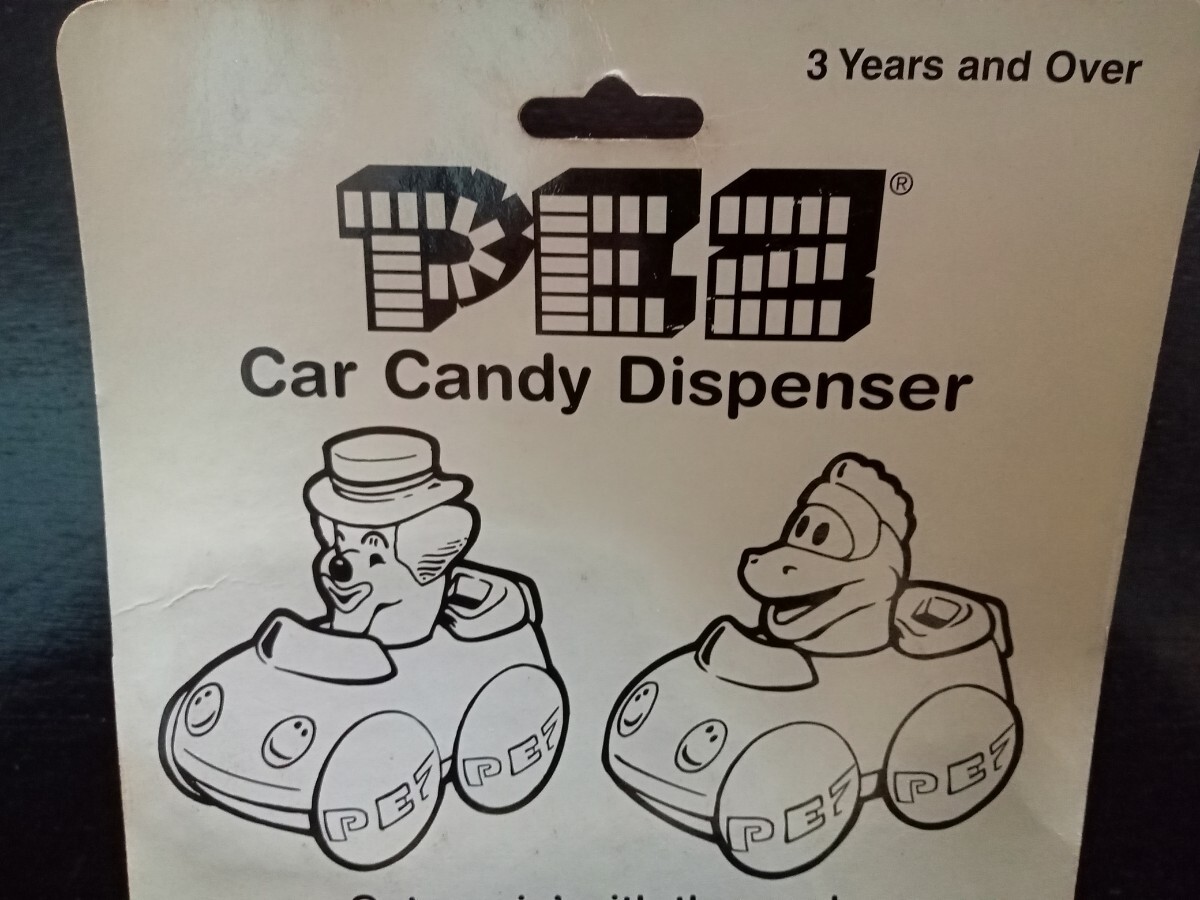 3 Years and Over
PEZ®
Car Candy Dispenser
PEZ PEZ PEZ PEZ